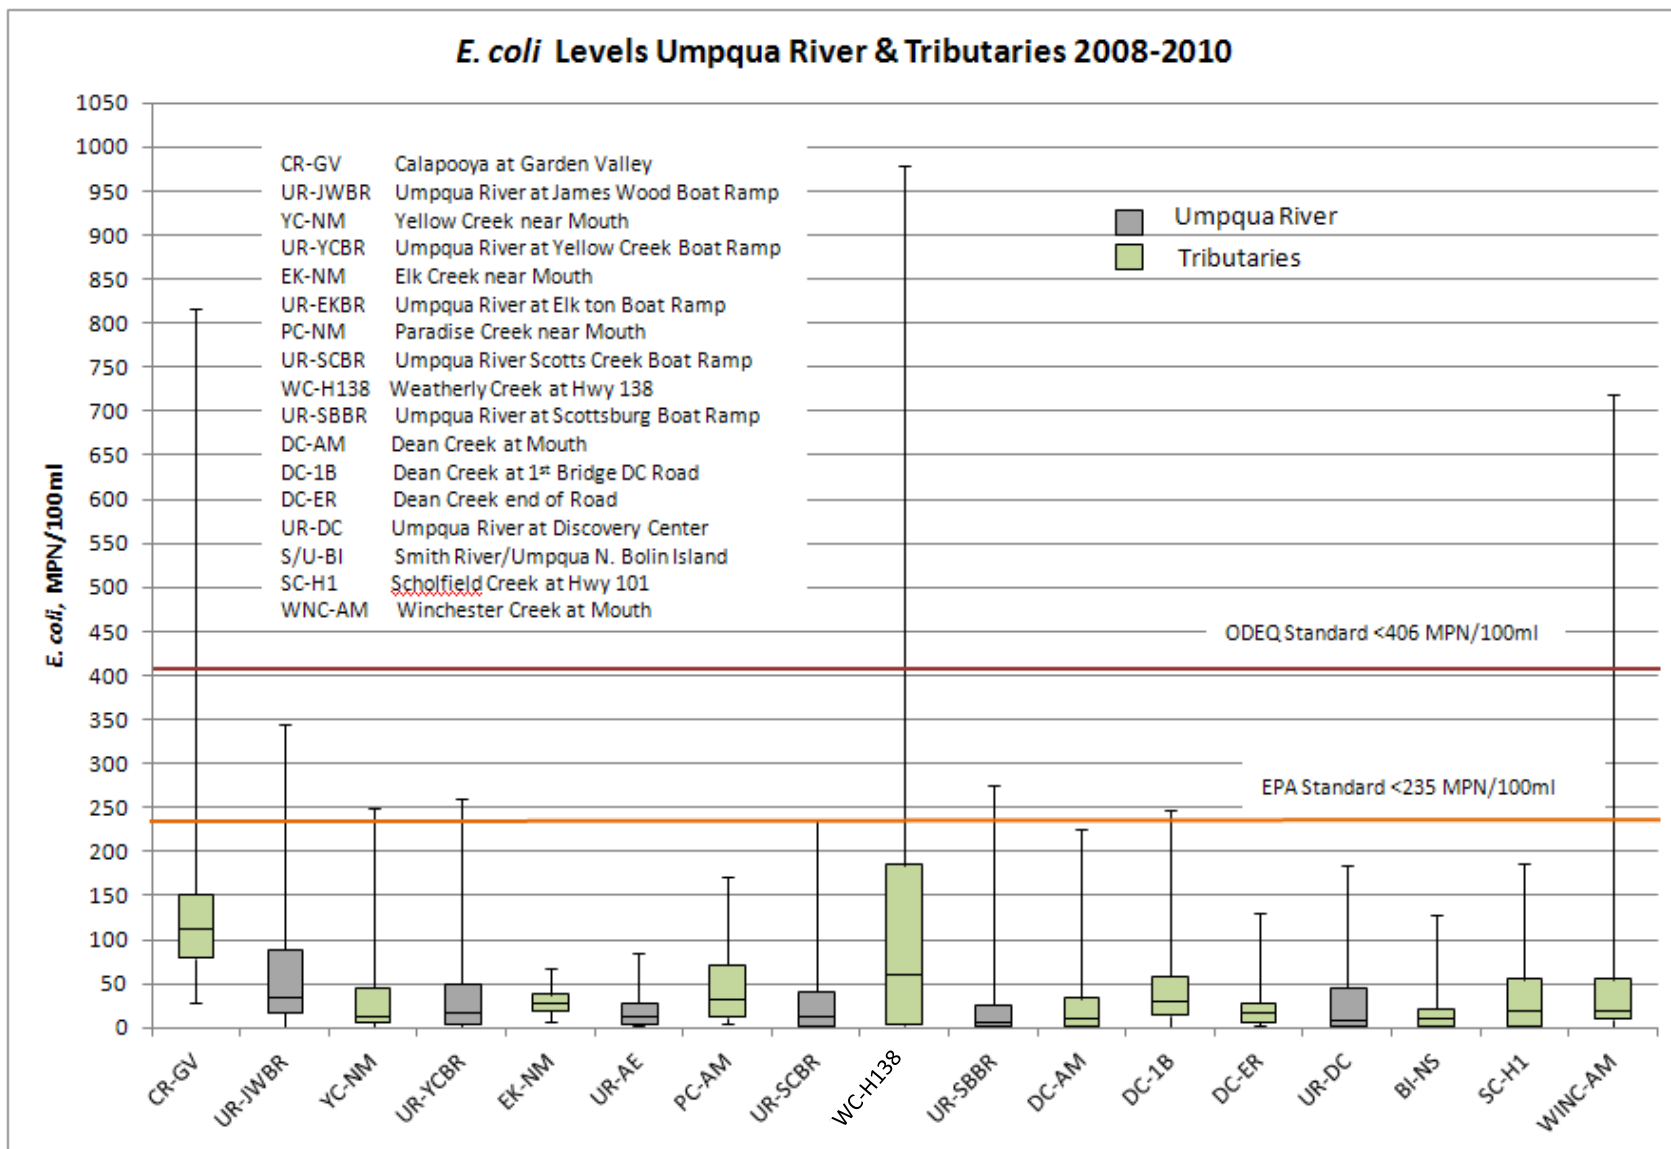 E. coli Levels Umpqua River & Tributaries 2008-2010
E. coli, MPN/100ml
1050
1000
950
900
850
800
750
700
650
600
550
500
450
400
350
300
250
200
150
100
50
0
CR-GV Calapooya at Garden Valley
UR-JWBR Umpqua River at James Wood Boat Ramp
YC-NM Yellow Creek near Mouth
UR-YCBR Umpqua River at Yellow Creek Boat Ramp
EK-NM Elk Creek near Mouth
UR-EKBR Umpqua River at Elk ton Boat Ramp
PC-NM Paradise Creek near Mouth
UR-SCBR Umpqua River Scotts Creek Boat Ramp
WC-H138 Weatherly Creek at Hwy 138
UR-SBBR Umpqua River at Scottsburg Boat Ramp
DC-AM Dean Creek at Mouth
DC-1B Dean Creek at 1st Bridge DC Road
DC-ER Dean Creek end of Road
UR-DC Umpqua River at Discovery Center
S/U-BI Smith River/Umpqua N. Bolin Island
SC-H1 Scholfield Creek at Hwy 101
WNC-AM Winchester Creek at Mouth
Umpqua River
Tributaries
ODEQ Standard <406 MPN/100ml
EPA Standard <235 MPN/100ml
CR-GV
UR-JWBR
YC-NM
UR-YCBR
EK-NM
UR-AE
PC-AM
UR-SCBR
WC-H138
UR-SBBR
DC-AM
DC-1B
DC-ER
UR-DC
BI-NS
SC-H1
WINC-AM